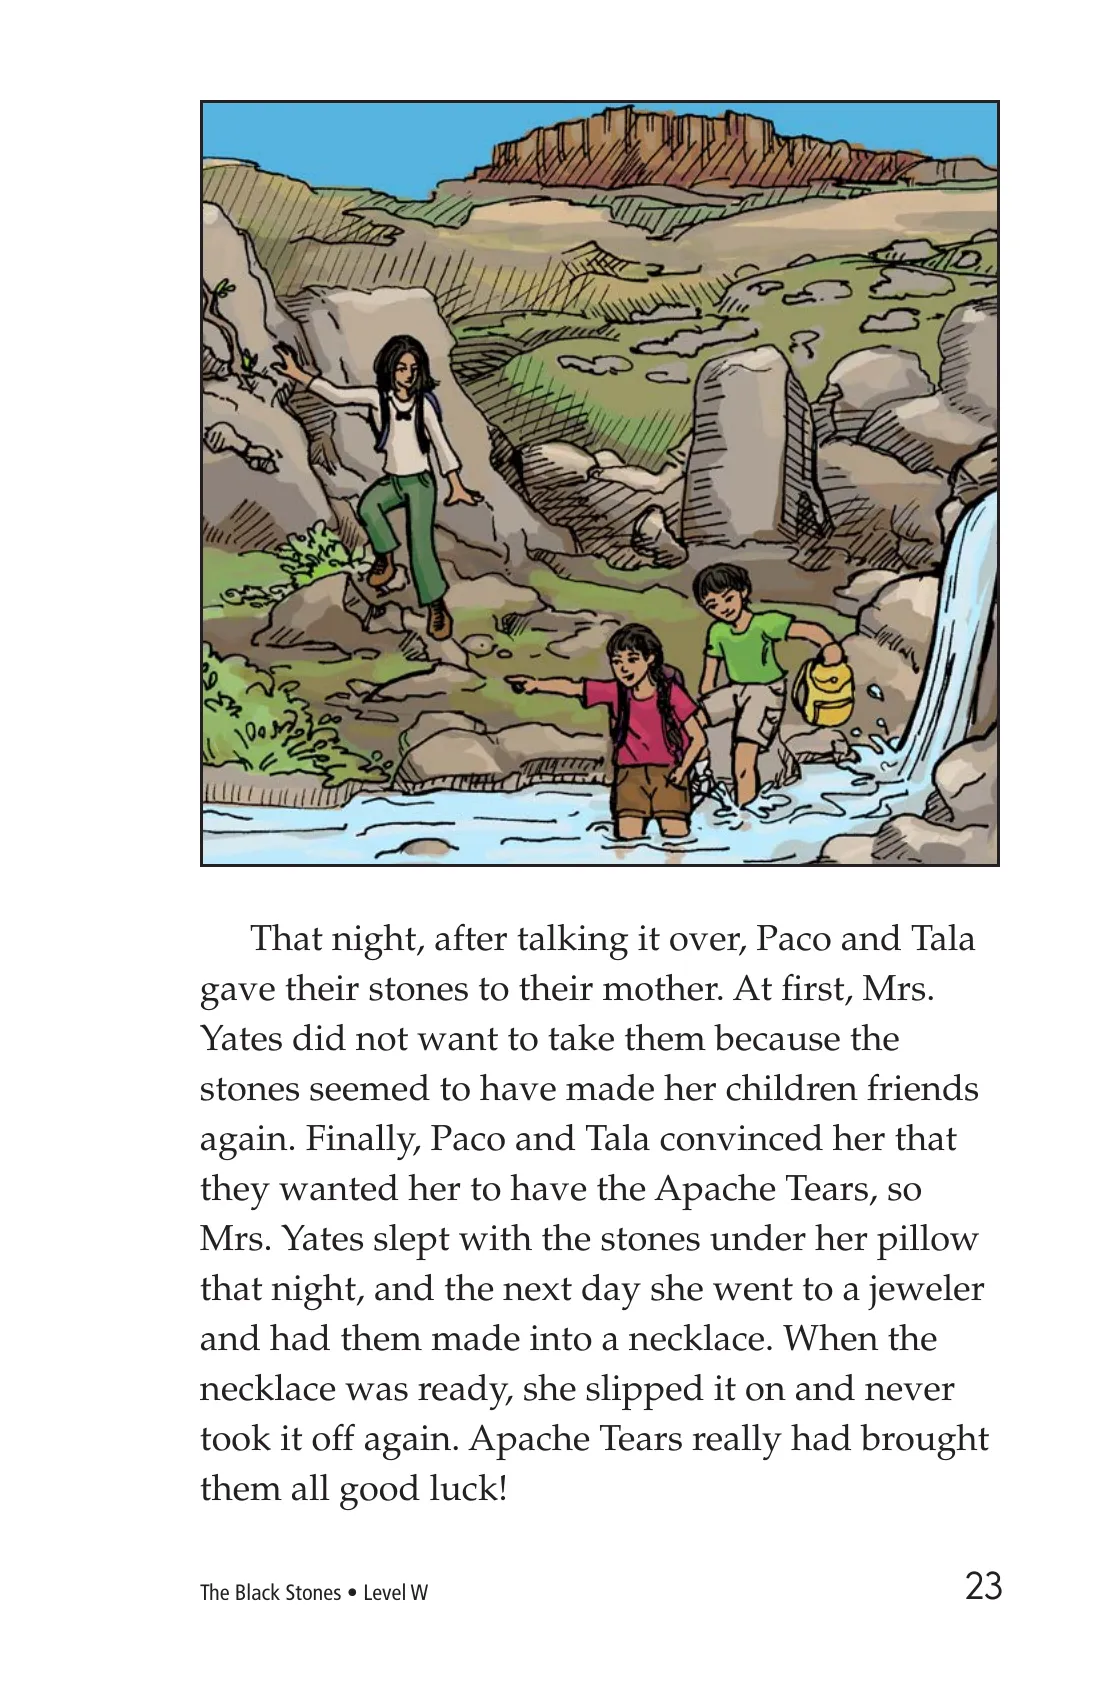 That night, after talking it over, Paco and Tala
gave their stones to their mother. At first, Mrs.
Yates did not want to take them because the
stones seemed to have made her children friends
again. Finally, Paco and Tala convinced her that
they wanted her to have the Apache Tears, so
Mrs. Yates slept with the stones under her pillow
that night, and the next day she went to a jeweler
and had them made into a necklace. When the
necklace was ready, she slipped it on and never
took it off again. Apache Tears really had brought
them all good luck!
The Black Stones • Level W 23